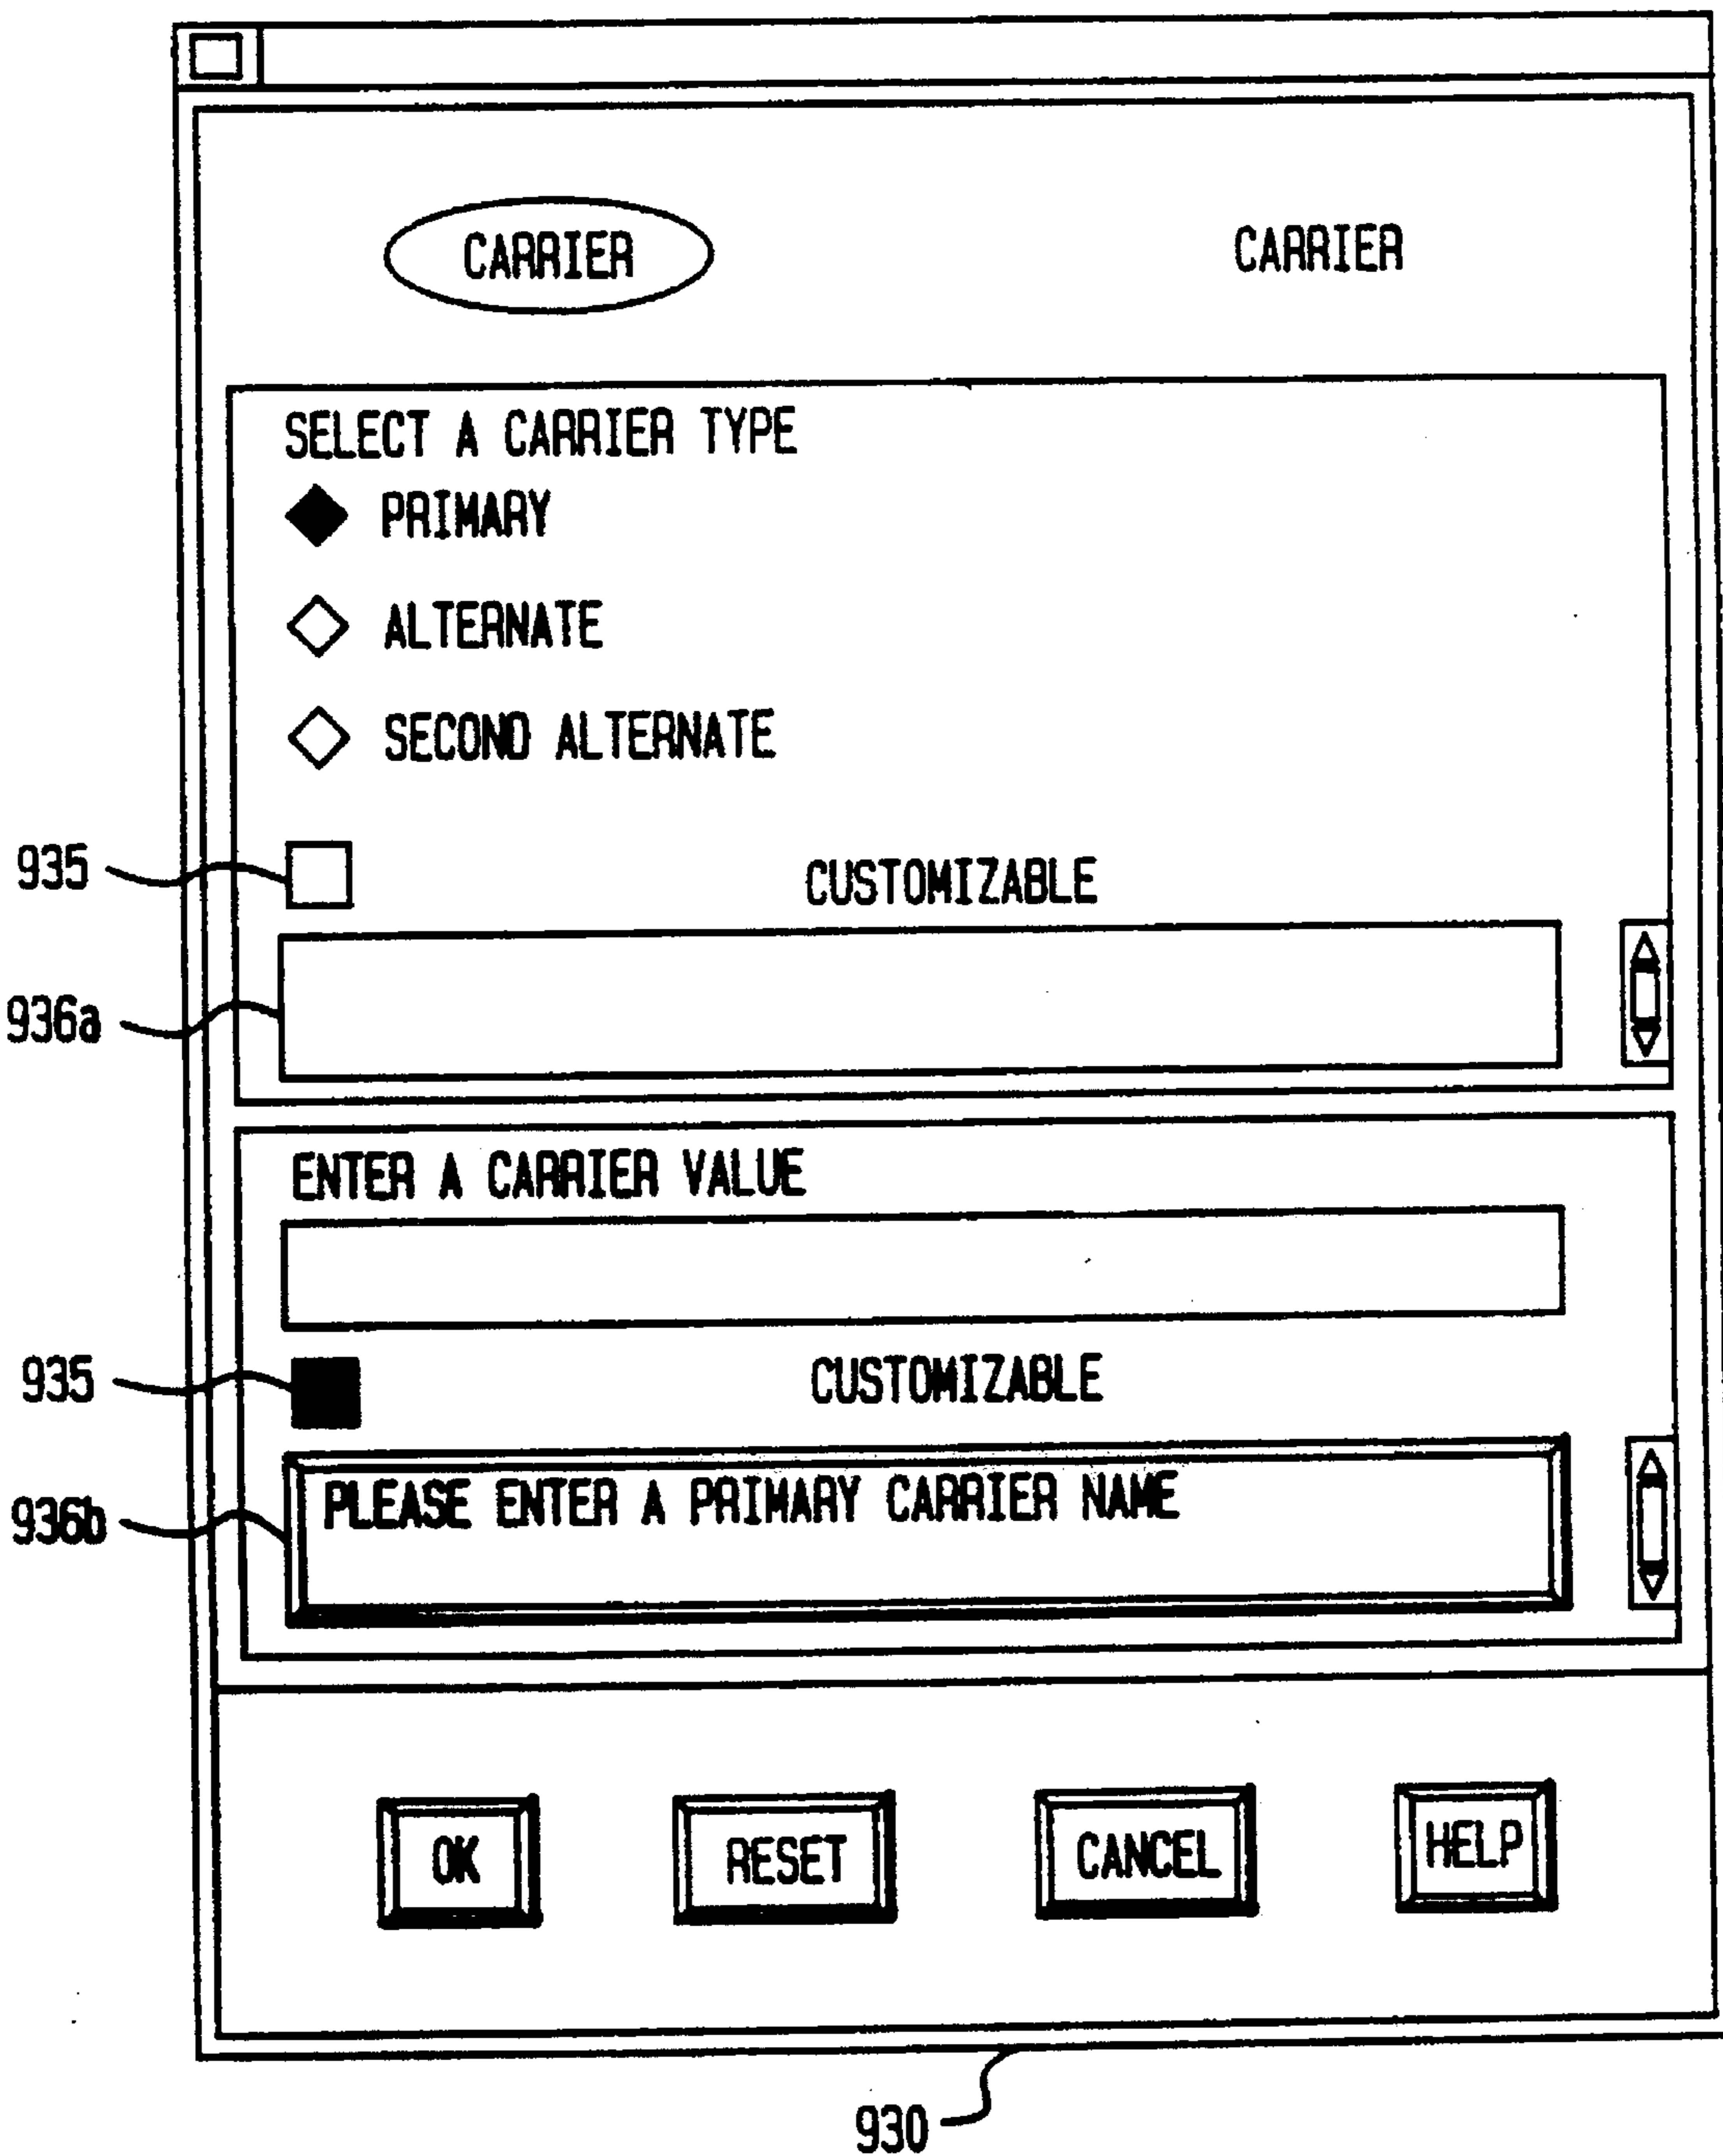 CARRIER CARRIER
SELECT A CARRIER TYPE
PRIMARY
ALTERNATE
SECOND ALTERNATE
935 CUSTOMIZABLE
936a
ENTER A CARRIER VALUE
935 CUSTOMIZABLE
936b PLEASE ENTER A PRIMARY CARRIER NAME
OK RESET CANCEL HELP
930